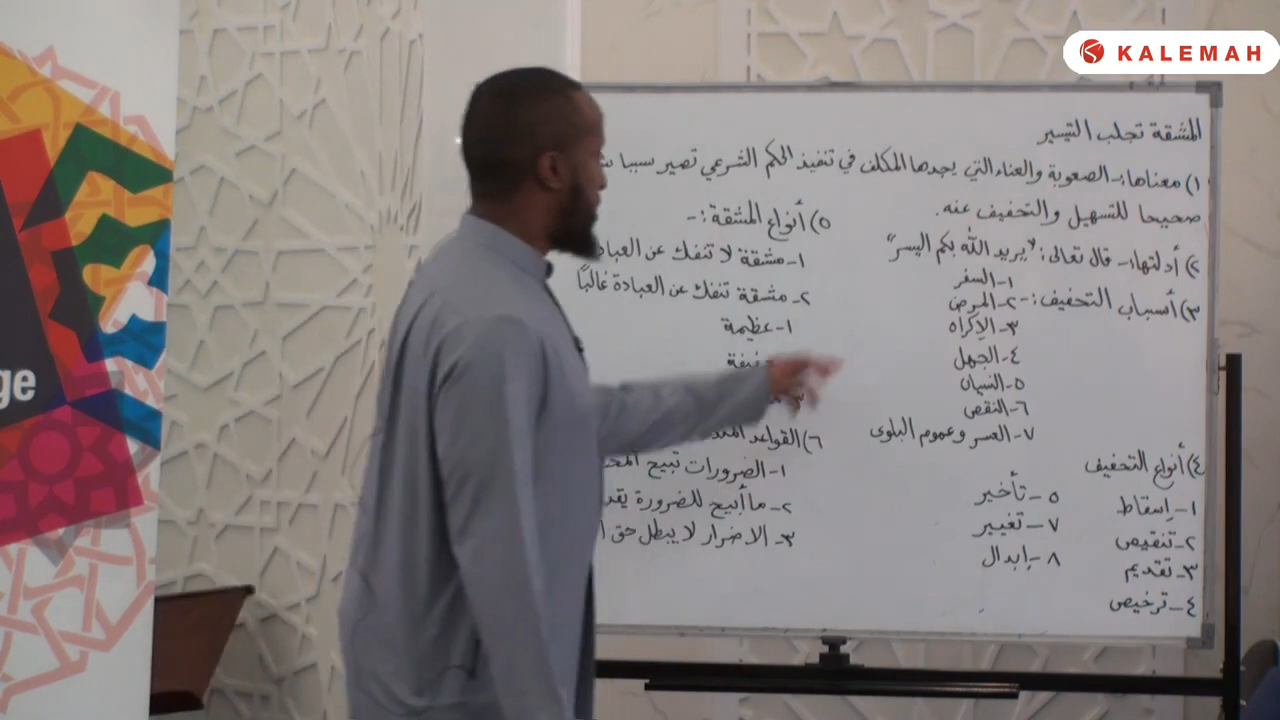 KALEMAH
ge
المشقة تجلب التيسير
١) معناها:- الصعوبة والعناء التي يجدها المكلف في تنفيذ الحكم الشرعي تصير سببا
صحيحا للتسهيل والتخفيف عنه.
٢) أدلتها:- قال تعالى: "يريد الله بكم اليسر"
٣) أسباب التخفيف:-
١- السفر
٢- المرض
٣- الإكراه
٤- الجهل
٥- النسيان
٦- النقص
٧- العسر وعموم البلوى
٤) أنواع التخفيف
١- إسقاط
٢- تنقيص
٣- تقديم
٤- ترخيص
٥- تأخير
٧- تغيير
٨- إبدال
٥) أنواع المشقة:-
١- مشقة لا تنفك عن
٢- مشقة تنفك عن العبادة غالبًا
١- عظيمة
٦) القواعد
١- الضرورات تبيح
٢- ما أبيح للضرورة
٣- الاضرار لا يبطل حق